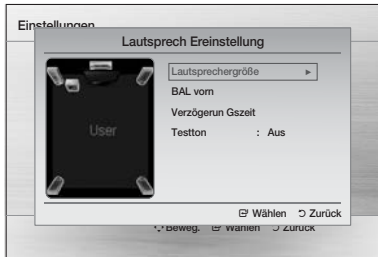 Einstellungen
Lautsprech Ereinstellung
Lautsprechergröße ►
BAL vorn
Verzögerun Gszeit
Testton : Aus
User
Wählen Zurück
Beweg. Wählen Zurück